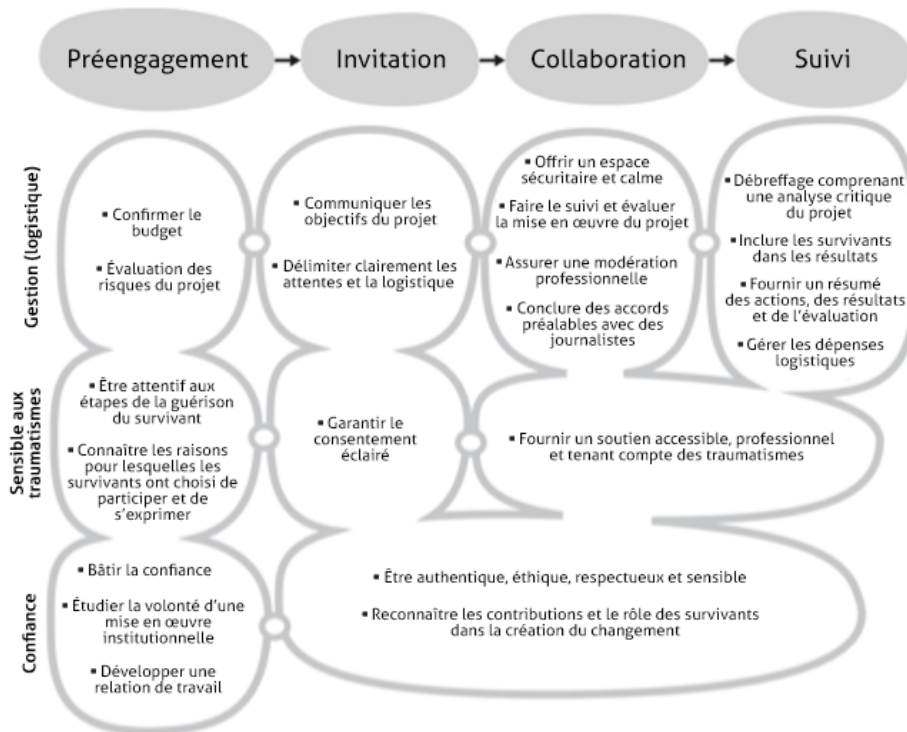 Préengagement
Invitation
Collaboration
Suivi
Gestion (logistique)
▪ Confirmer le
budget
▪ Évaluation des
risques du projet
▪ Communiquer les
objectifs du projet
▪ Délimiter clairement les
attentes et la logistique
▪ Offrir un espace
sécuritaire et calme
▪ Faire le suivi et évaluer
la mise en œuvre du projet
▪ Assurer une modération
professionnelle
▪ Conclure des accords
préalables avec des
journalistes
▪ Débreffage comprenant
une analyse critique
du projet
▪ Inclure les survivants
dans les résultats
▪ Fournir un résumé
des actions, des résultats
et de l’évaluation
▪ Gérer les dépenses
logistiques
Sensible aux
traumatismes
▪ Être attentif aux
étapes de la guérison
du survivant
▪ Connaître les raisons
pour lesquelles les
survivants ont choisi de
participer et de
s’exprimer
▪ Garantir le
consentement
éclairé
▪ Fournir un soutien accessible, professionnel
et tenant compte des traumatismes
Confiance
▪ Bâtir la confiance
▪ Étudier la volonté d’une
mise en œuvre
institutionnelle
▪ Développer une
relation de travail
▪ Être authentique, éthique, respectueux et sensible
▪ Reconnaître les contributions et le rôle des survivants
dans la création du changement